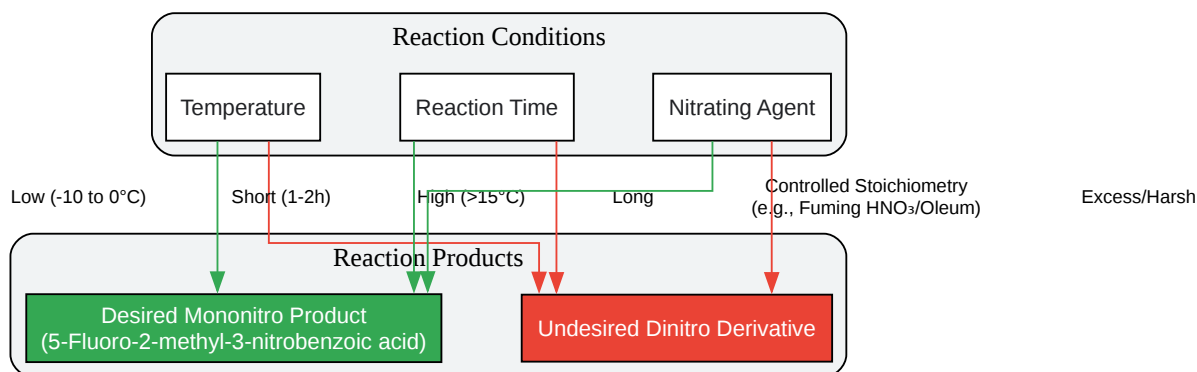 Reaction Conditions
Temperature
Reaction Time
Nitrating Agent
Low (-10 to 0°C)
Short (1-2h)
High (>15°C)
Long
Controlled Stoichiometry
(e.g., Fuming HNO₃/Oleum)
Excess/Harsh
Reaction Products
Desired Mononitro Product
(5-Fluoro-2-methyl-3-nitrobenzoic acid)
Undesired Dinitro Derivative